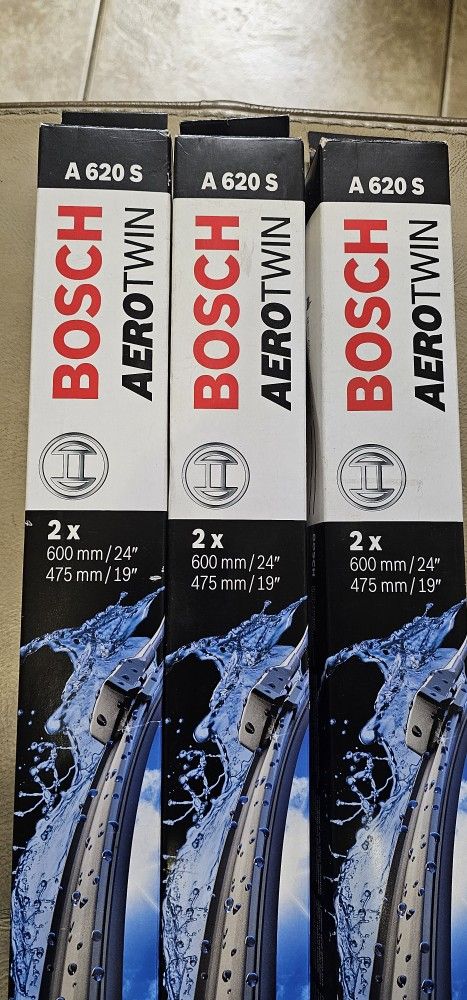 A 620 S
BOSCH
AEROTWIN
2 x
600 mm / 24"
475 mm / 19"
A 620 S
BOSCH
AEROTWIN
2 x
600 mm / 24"
475 mm / 19"
A 620 S
BOSCH
AEROTWIN
2 x
600 mm / 24"
475 mm / 19"